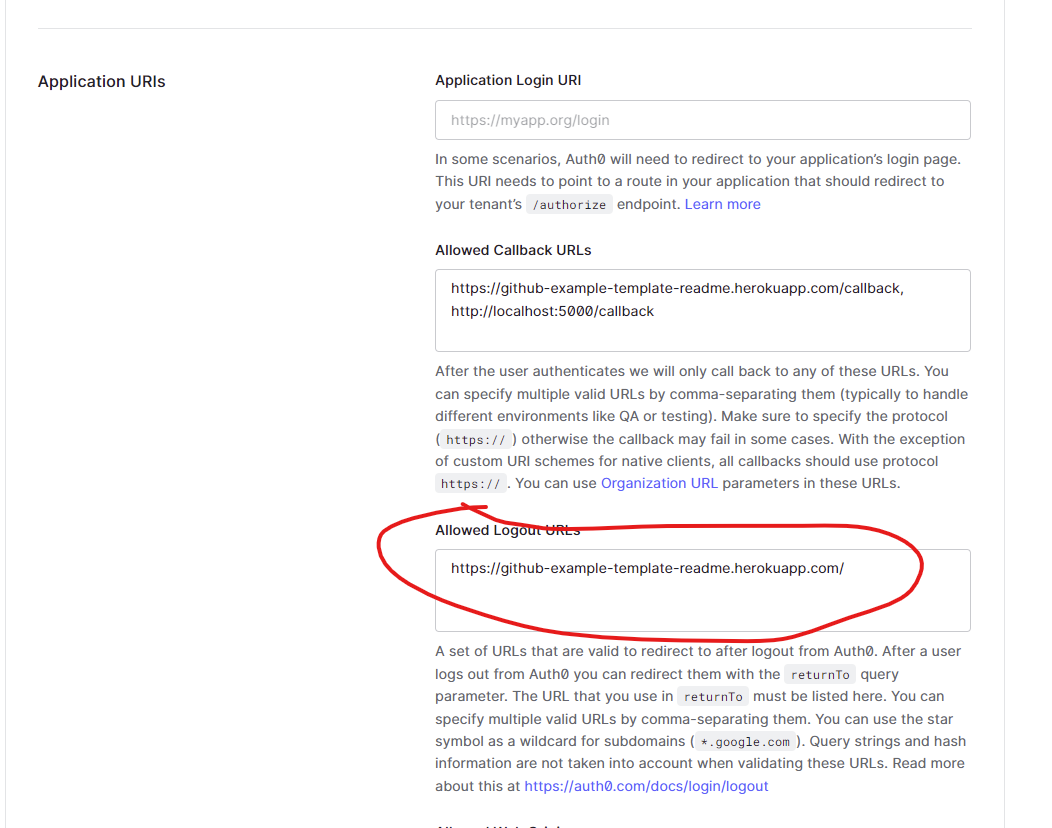 Application URIs
Application Login URI
https://myapp.org/login
In some scenarios, Auth0 will need to redirect to your application's login page.
This URI needs to point to a route in your application that should redirect to
your tenant's /authorize endpoint. Learn more
Allowed Callback URLs
https://github-example-template-readme.herokuapp.com/callback,
http://localhost:5000/callback
After the user authenticates we will only call back to any of these URLs. You
can specify multiple valid URLs by comma-separating them (typically to handle
different environments like QA or testing). Make sure to specify the protocol
( https:// ) otherwise the callback may fail in some cases. With the exception
of custom URI schemes for native clients, all callbacks should use protocol
https:// . You can use Organization URL parameters in these URLs.
Allowed Logout URLs
https://github-example-template-readme.herokuapp.com/
A set of URLs that are valid to redirect to after logout from Auth0. After a user
logs out from Auth0 you can redirect them with the returnTo query
parameter. The URL that you use in returnTo must be listed here. You can
specify multiple valid URLs by comma-separating them. You can use the star
symbol as a wildcard for subdomains ( *.google.com ). Query strings and hash
information are not taken into account when validating these URLs. Read more
about this at https://auth0.com/docs/login/logout